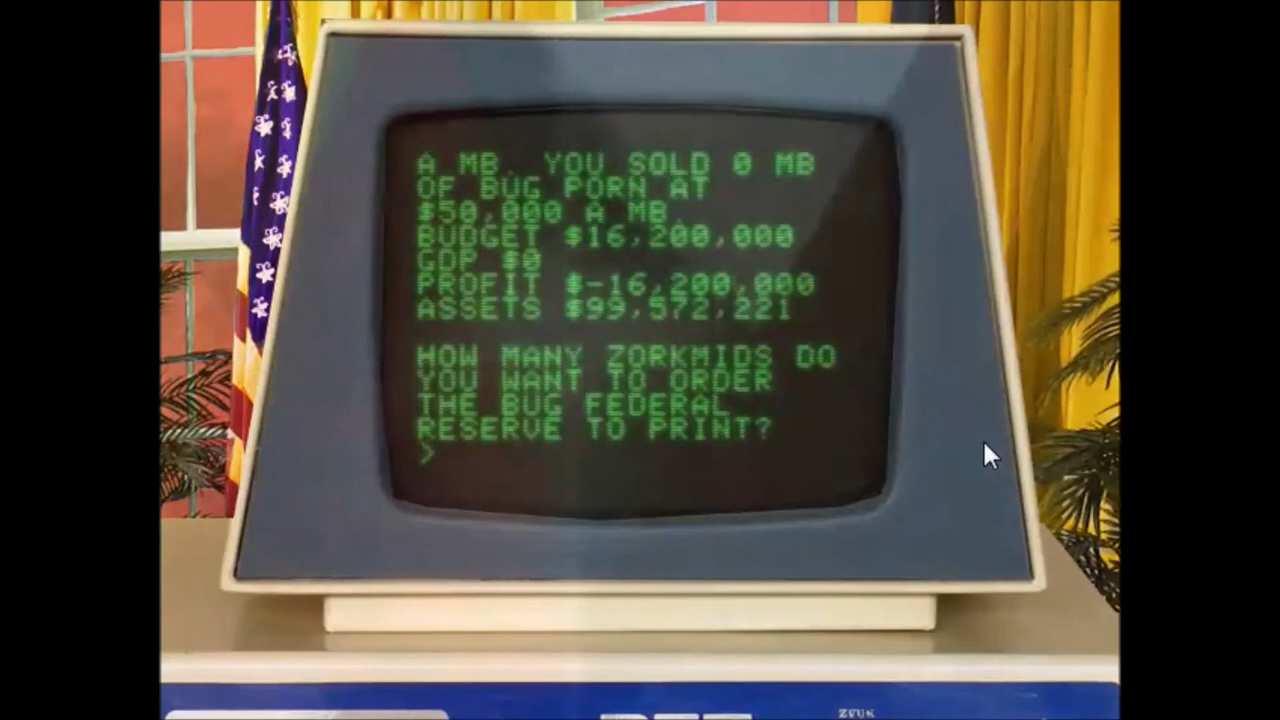 A MB. YOU SOLD 0 MB
OF BUG PORN AT
$50,000 A MB.
BUDGET $16,200,000
GDP $0
PROFIT $-16,200,000
ASSETS $99,572,221
HOW MANY ZORKMIDS DO
YOU WANT TO ORDER
THE BUG FEDERAL
RESERVE TO PRINT?
>